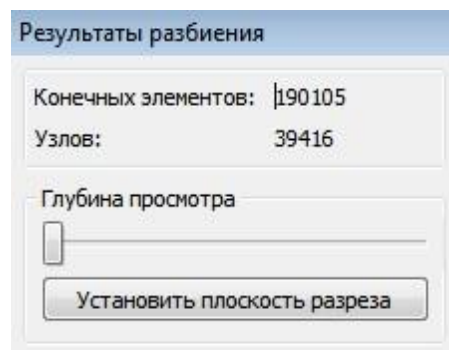 Результаты разбиения
Конечных элементов: 190105
Узлов: 39416
Глубина просмотра
Установить плоскость разреза